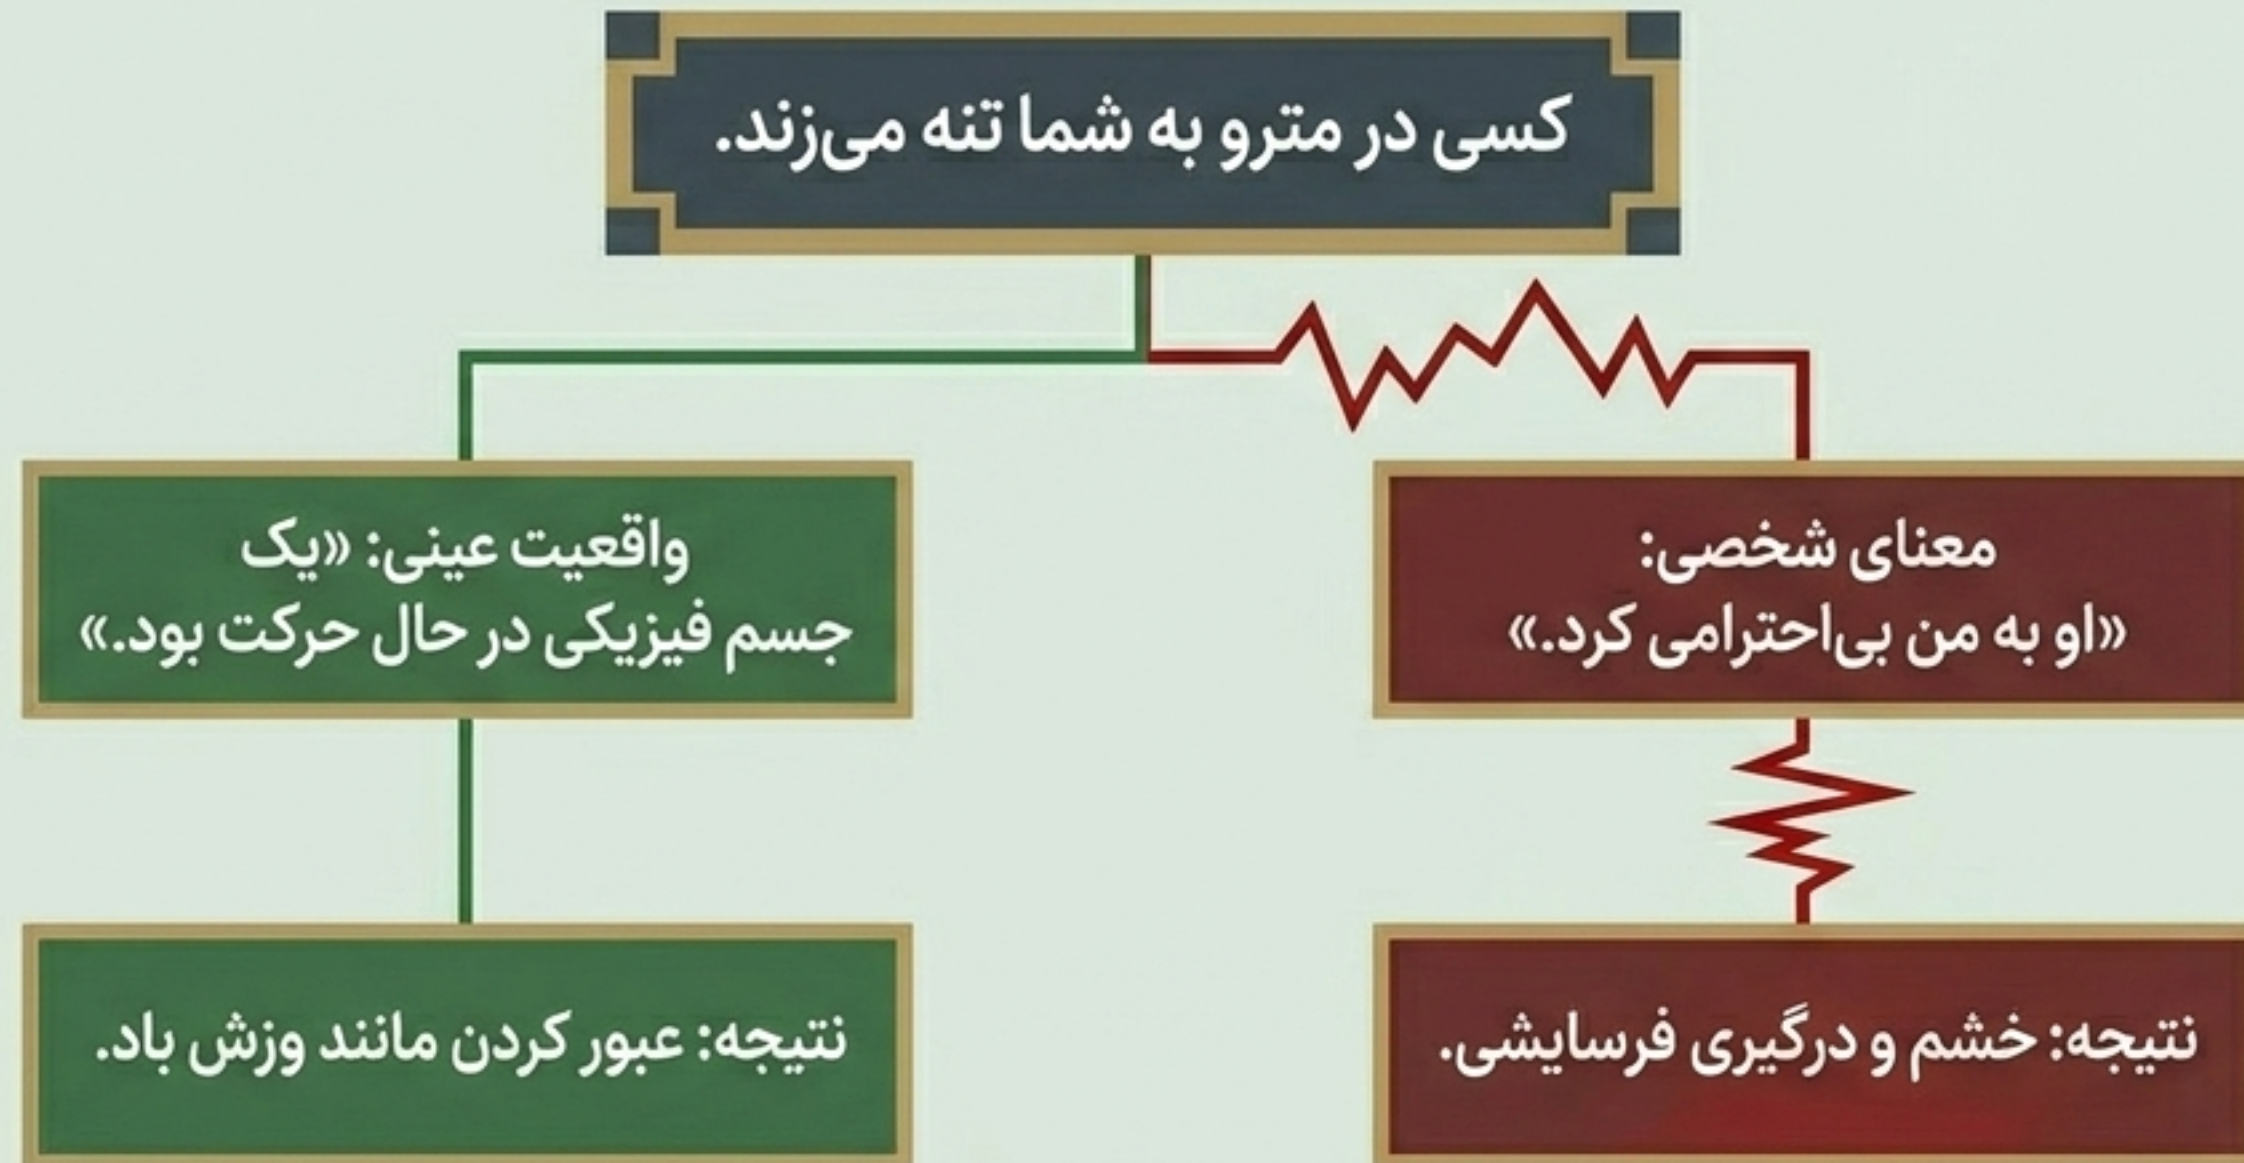 کسی در مترو به شما تنه می‌زند.
معنای شخصی:
«او به من بی‌احترامی کرد.»
نتیجه: خشم و درگیری فرسایشی.
واقعیت عینی: «یک
جسم فیزیکی در حال حرکت بود.»
نتیجه: عبور کردن مانند وزش باد.